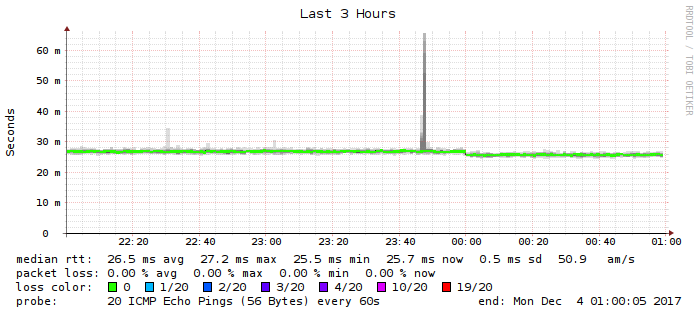 Last 3 Hours
RRDTOOL / TOBI OETIKER
Seconds
60 m
50 m
40 m
30 m
20 m
10 m
0
22:20 22:40 23:00 23:20 23:40 00:00 00:20 00:40 01:00
median rtt: 26.5 ms avg 27.2 ms max 25.5 ms min 25.7 ms now 0.5 ms sd 50.9 am/s
packet loss: 0.00 % avg 0.00 % max 0.00 % min 0.00 % now
loss color: 0 1/20 2/20 3/20 4/20 10/20 19/20
probe: 20 ICMP Echo Pings (56 Bytes) every 60s end: Mon Dec 4 01:00:05 2017